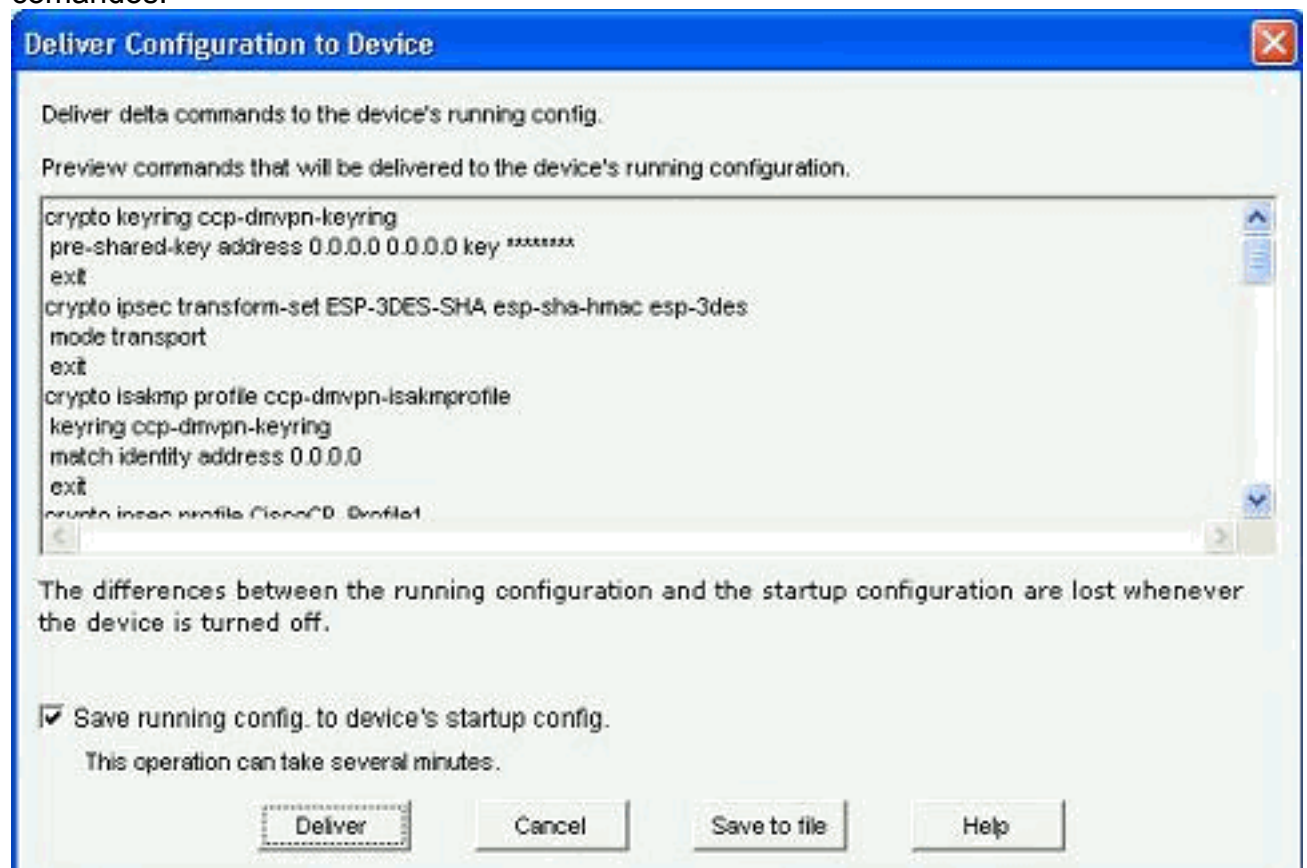 comandos.
Deliver Configuration to Device
Deliver delta commands to the device's running config.
Preview commands that will be delivered to the device's running configuration.
crypto keyring ccp-dmvpn-keyring
pre-shared-key address 0.0.0.0 0.0.0.0 key ********
exit
crypto ipsec transform-set ESP-3DES-SHA esp-sha-hmac esp-3des
mode transport
exit
crypto isakmp profile ccp-dmvpn-isakmprofile
keyring ccp-dmvpn-keyring
match identity address 0.0.0.0
exit
crypto ipsec profile CiscoCP_Profile1
The differences between the running configuration and the startup configuration are lost whenever
the device is turned off.
Save running config. to device's startup config.
This operation can take several minutes.
Deliver
Cancel
Save to file
Help